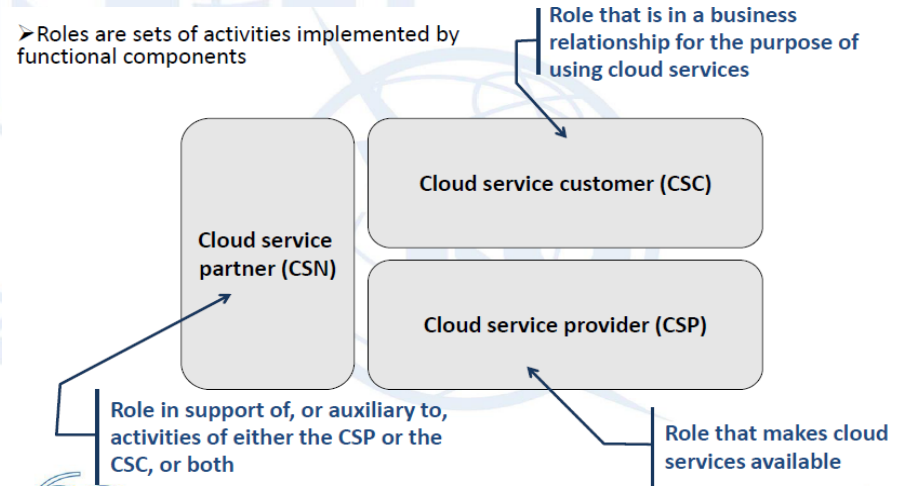 ➢Roles are sets of activities implemented by
functional components
Role that is in a business
relationship for the purpose of
using cloud services
Cloud service customer (CSC)
Cloud service
partner (CSN)
Cloud service provider (CSP)
Role in support of, or auxiliary to,
activities of either the CSP or the
CSC, or both
Role that makes cloud
services available